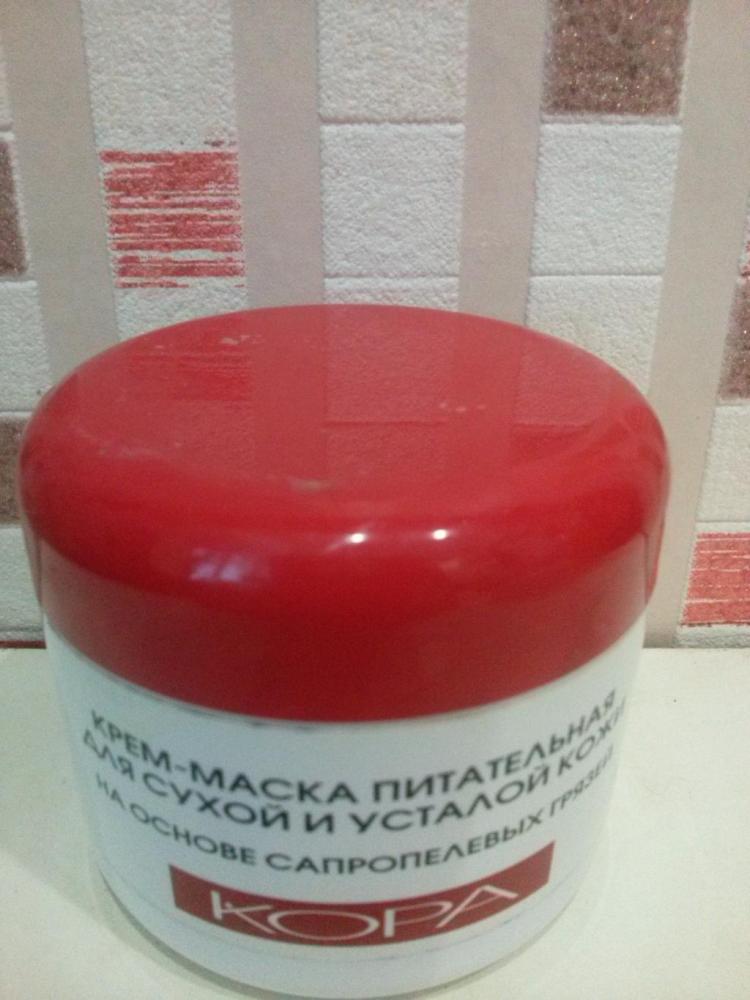 КРЕМ-МАСКА ПИТАТЕЛЬНАЯ
ДЛЯ СУХОЙ И УСТАЛОЙ КОЖИ
НА ОСНОВЕ САПРОПЕЛЕВЫХ ГРЯЗЕЙ
КОРА